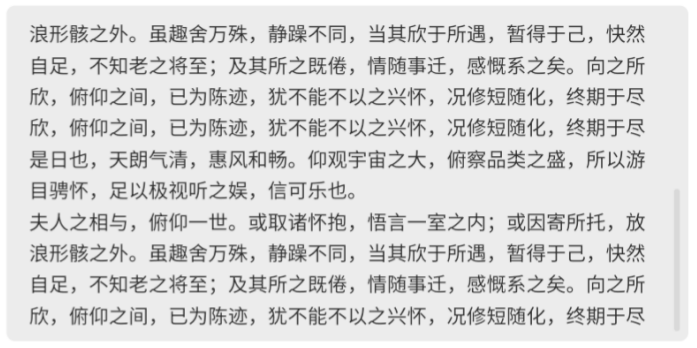 浪形骸之外。虽趣舍万殊，静躁不同，当其欣于所遇，暂得于己，快然
自足，不知老之将至；及其所之既倦，情随事迁，感慨系之矣。向之所
欣，俯仰之间，已为陈迹，犹不能不以之兴怀，况修短随化，终期于尽
欣，俯仰之间，已为陈迹，犹不能不以之兴怀，况修短随化，终期于尽
是日也，天朗气清，惠风和畅。仰观宇宙之大，俯察品类之盛，所以游
目骋怀，足以极视听之娱，信可乐也。
夫人之相与，俯仰一世。或取诸怀抱，悟言一室之内；或因寄所托，放
浪形骸之外。虽趣舍万殊，静躁不同，当其欣于所遇，暂得于己，快然
自足，不知老之将至；及其所之既倦，情随事迁，感慨系之矣。向之所
欣，俯仰之间，已为陈迹，犹不能不以之兴怀，况修短随化，终期于尽